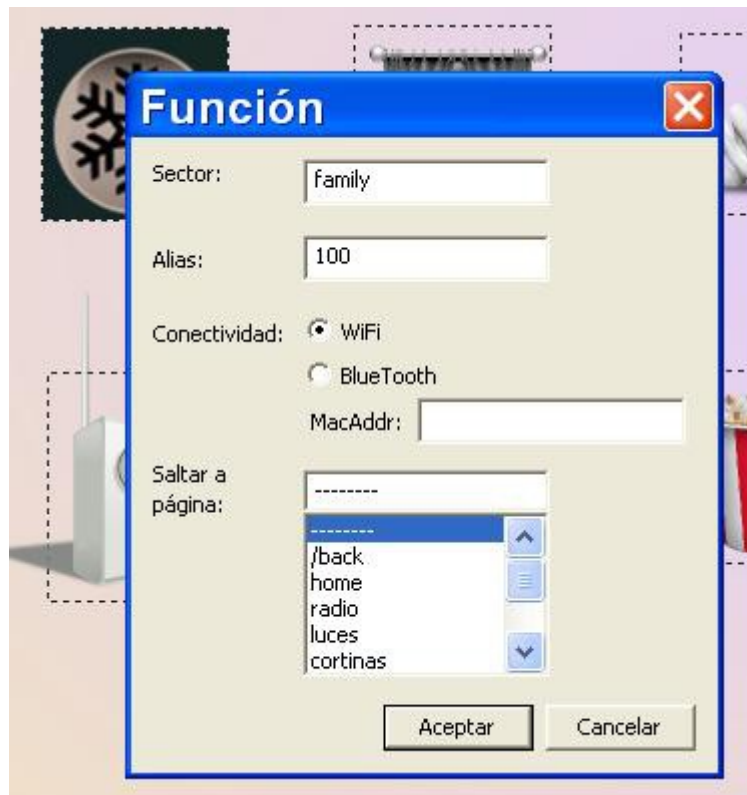 Función
Sector:
family
Alias:
100
Conectividad:
WiFi
BlueTooth
MacAddr:
Saltar a
página:
--------
--------
/back
home
radio
luces
cortinas
Aceptar
Cancelar